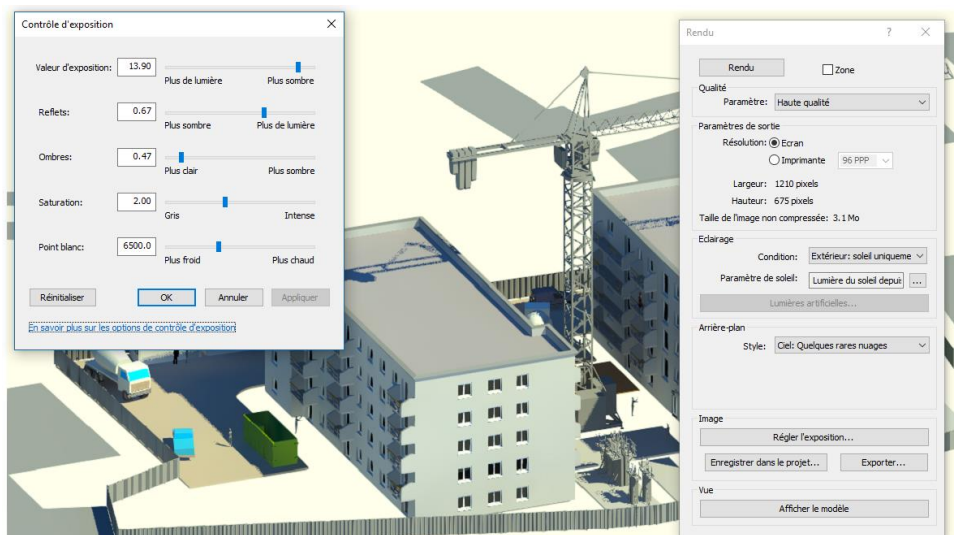 Contrôle d'exposition
Valeur d'exposition: 13.90
Plus de lumière Plus sombre
Reflets: 0.67
Plus sombre Plus de lumière
Ombres: 0.47
Plus clair Plus sombre
Saturation: 2.00
Gris Intense
Point blanc: 6500.0
Plus froid Plus chaud
Réinitialiser OK Annuler Appliquer
En savoir plus sur les options de contrôle d'exposition
Rendu ?
Rendu Zone
Qualité
Paramètre: Haute qualité
Paramètres de sortie
Résolution: Ecran
Imprimante 96 PPP
Largeur: 1210 pixels
Hauteur: 675 pixels
Taille de l'image non compressée: 3.1 Mo
Eclairage
Condition: Extérieur: soleil uniqueme
Paramètre de soleil: Lumière du soleil depuis ...
Lumières artificielles...
Arrière-plan
Style: Ciel: Quelques rares nuages
Image
Régler l'exposition...
Enregistrer dans le projet... Exporter...
Vue
Afficher le modèle